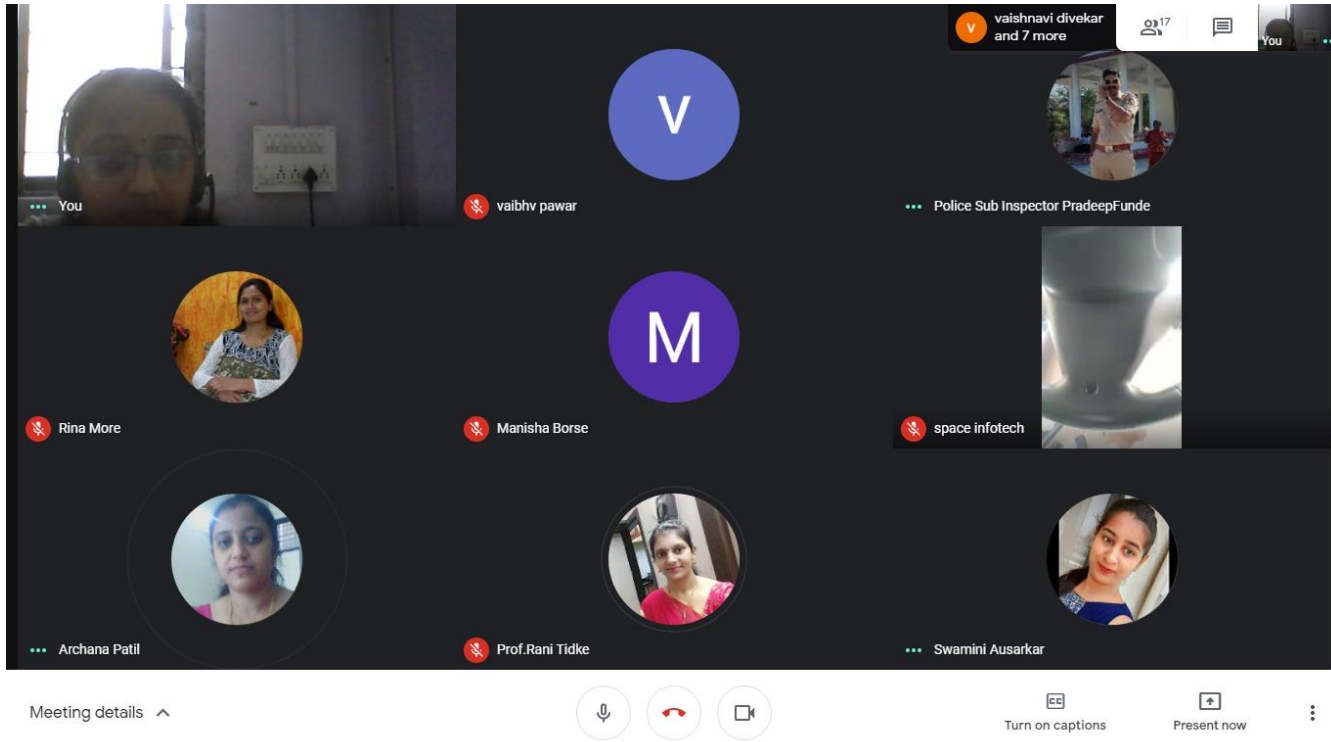 V
vaishnavi divekar
and 7 more
17
You
V
You
vaibhv pawar
Police Sub Inspector PradeepFunde
M
Rina More
Manisha Borse
space infotech
Archana Patil
Prof.Rani Tidke
Swamini Ausarkar
Meeting details
CC
Turn on captions
Present now